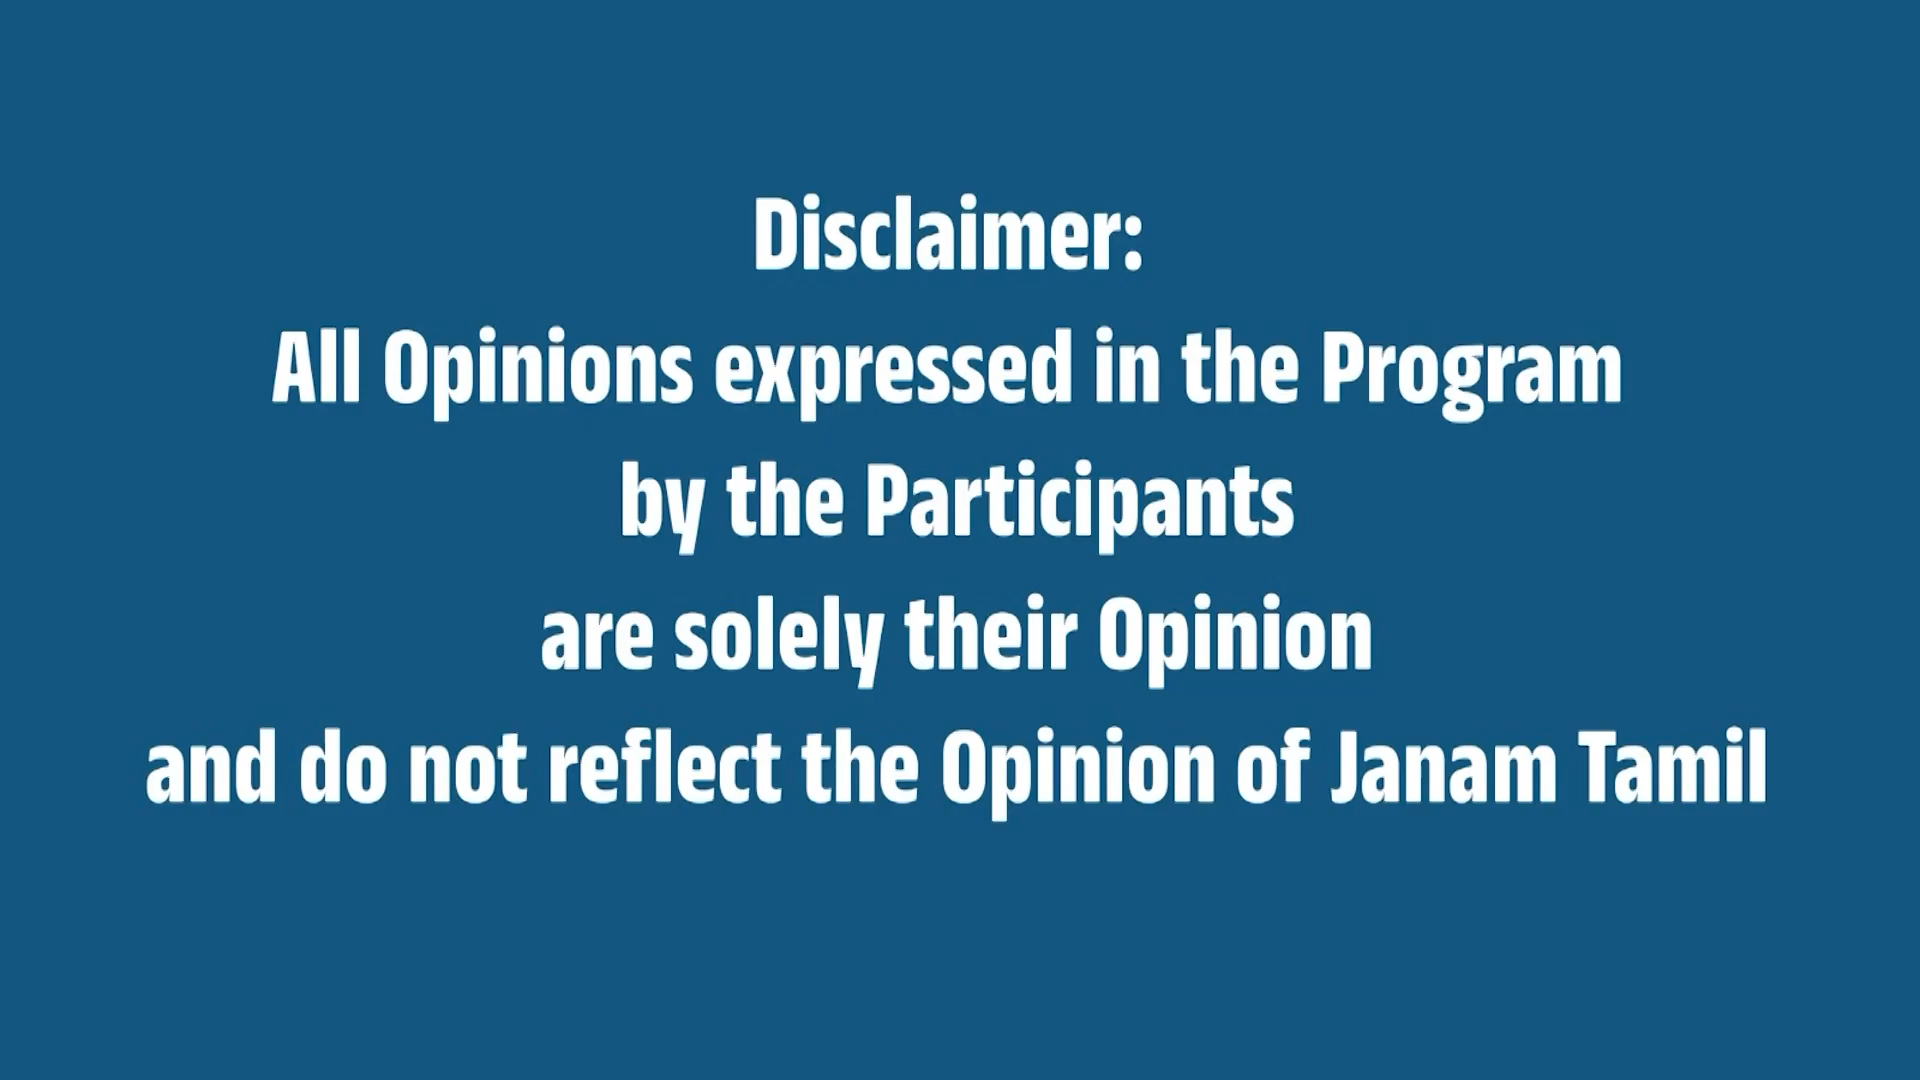 Disclaimer:
All Opinions expressed in the Program
by the Participants
are solely their Opinion
and do not reflect the Opinion of Janam Tamil